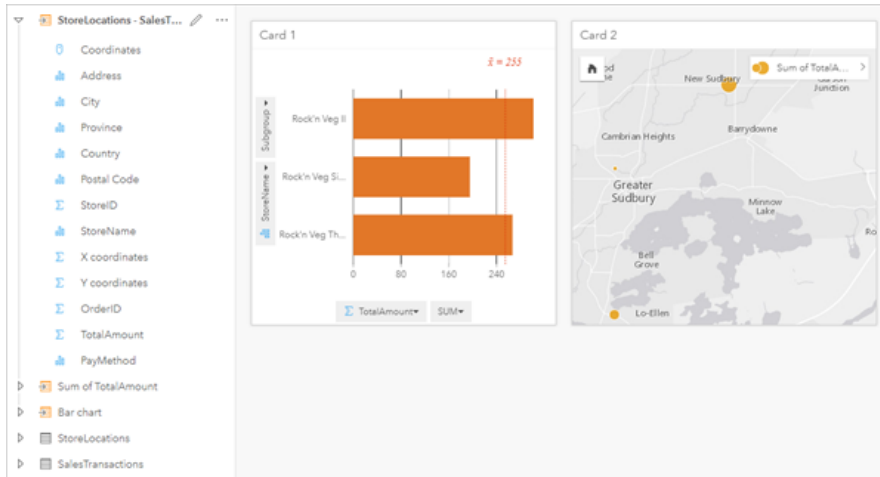 StoreLocations - SalesT...
Coordinates
Address
City
Province
Country
Postal Code
StoreID
StoreName
X coordinates
Y coordinates
OrderID
TotalAmount
PayMethod
Sum of TotalAmount
Bar chart
StoreLocations
SalesTransactions
Card 1
x̄ = 255
Subgroup
StoreName
Rock'n Veg II
Rock'n Veg Si...
Rock'n Veg Th...
0 80 160 240
TotalAmount SUM
Card 2
Sum of TotalA...
New Sudbury
Junction
Cambrian Heights
Barrydowne
Greater
Sudbury
Minnow
Lake
Bell
Grove
Lo-Ellen